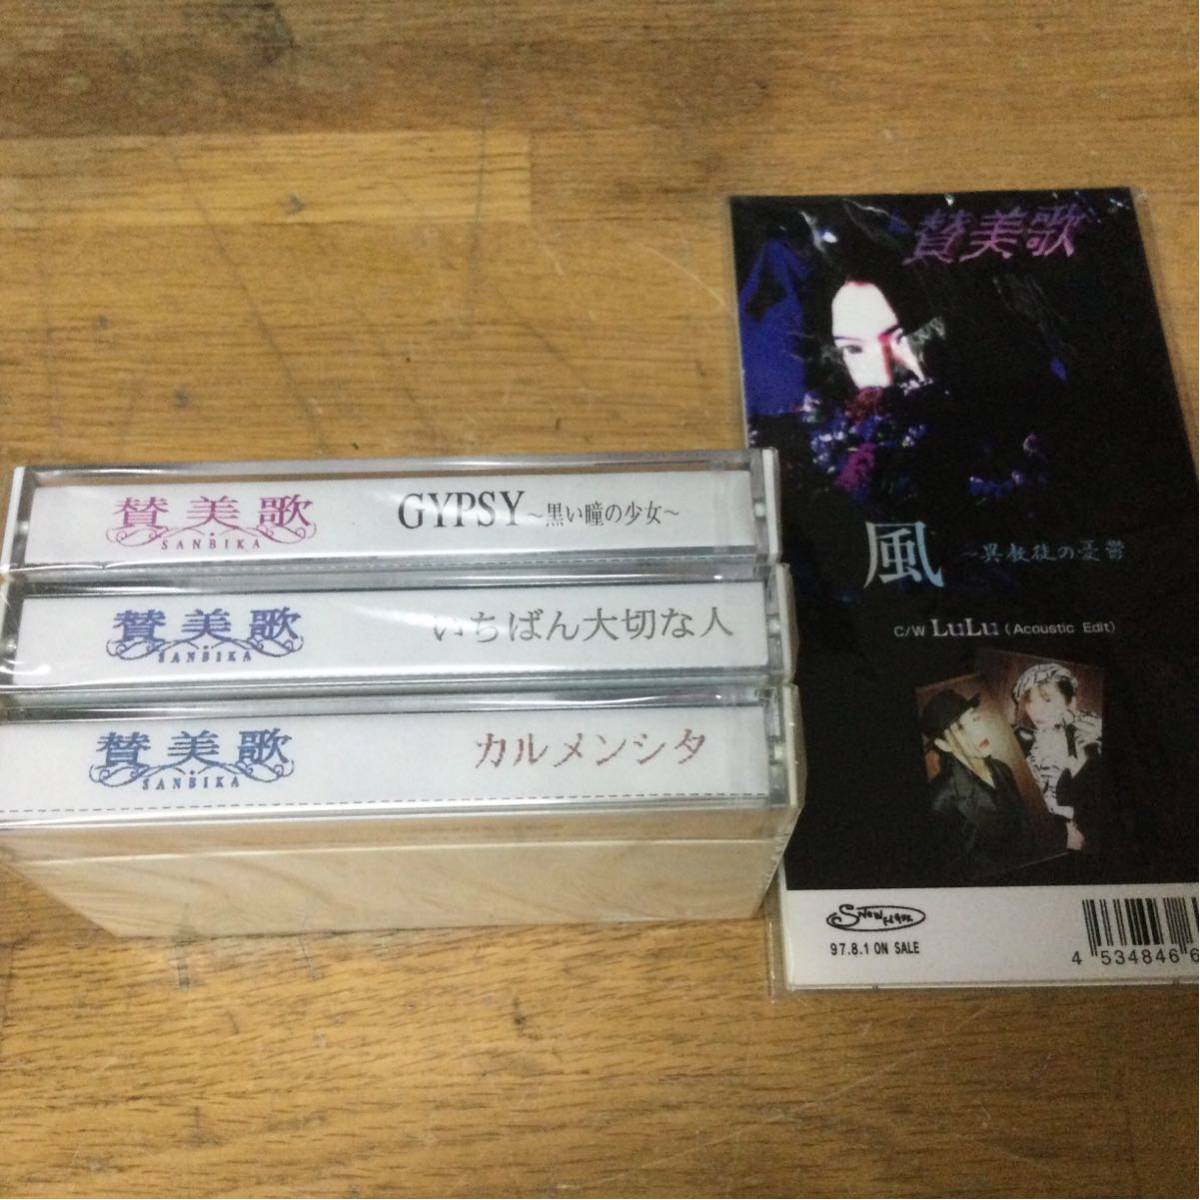 賛美歌
SANBIKA
GYPSY～黒い瞳の少女～
賛美歌
SANBIKA
いちばん大切な人
賛美歌
SANBIKA
カルメンシタ
賛美歌
風 ～異教徒の憂鬱
C/W LuLu (Acoustic Edit)
97.8.1 ON SALE
4 534846 6